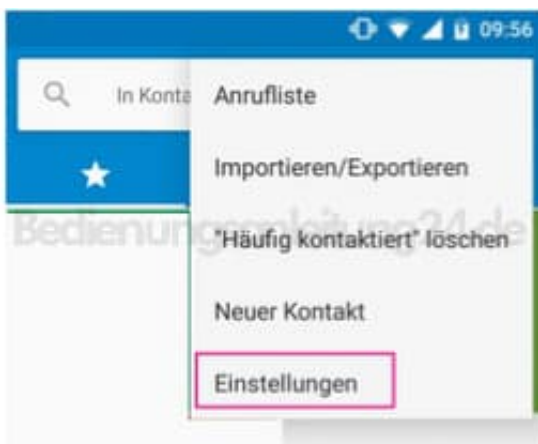 09:56
In Konta
Anrufliste
Importieren/Exportieren
Bedienungsanleitung24.de
"Häufig kontaktiert" löschen
Neuer Kontakt
Einstellungen